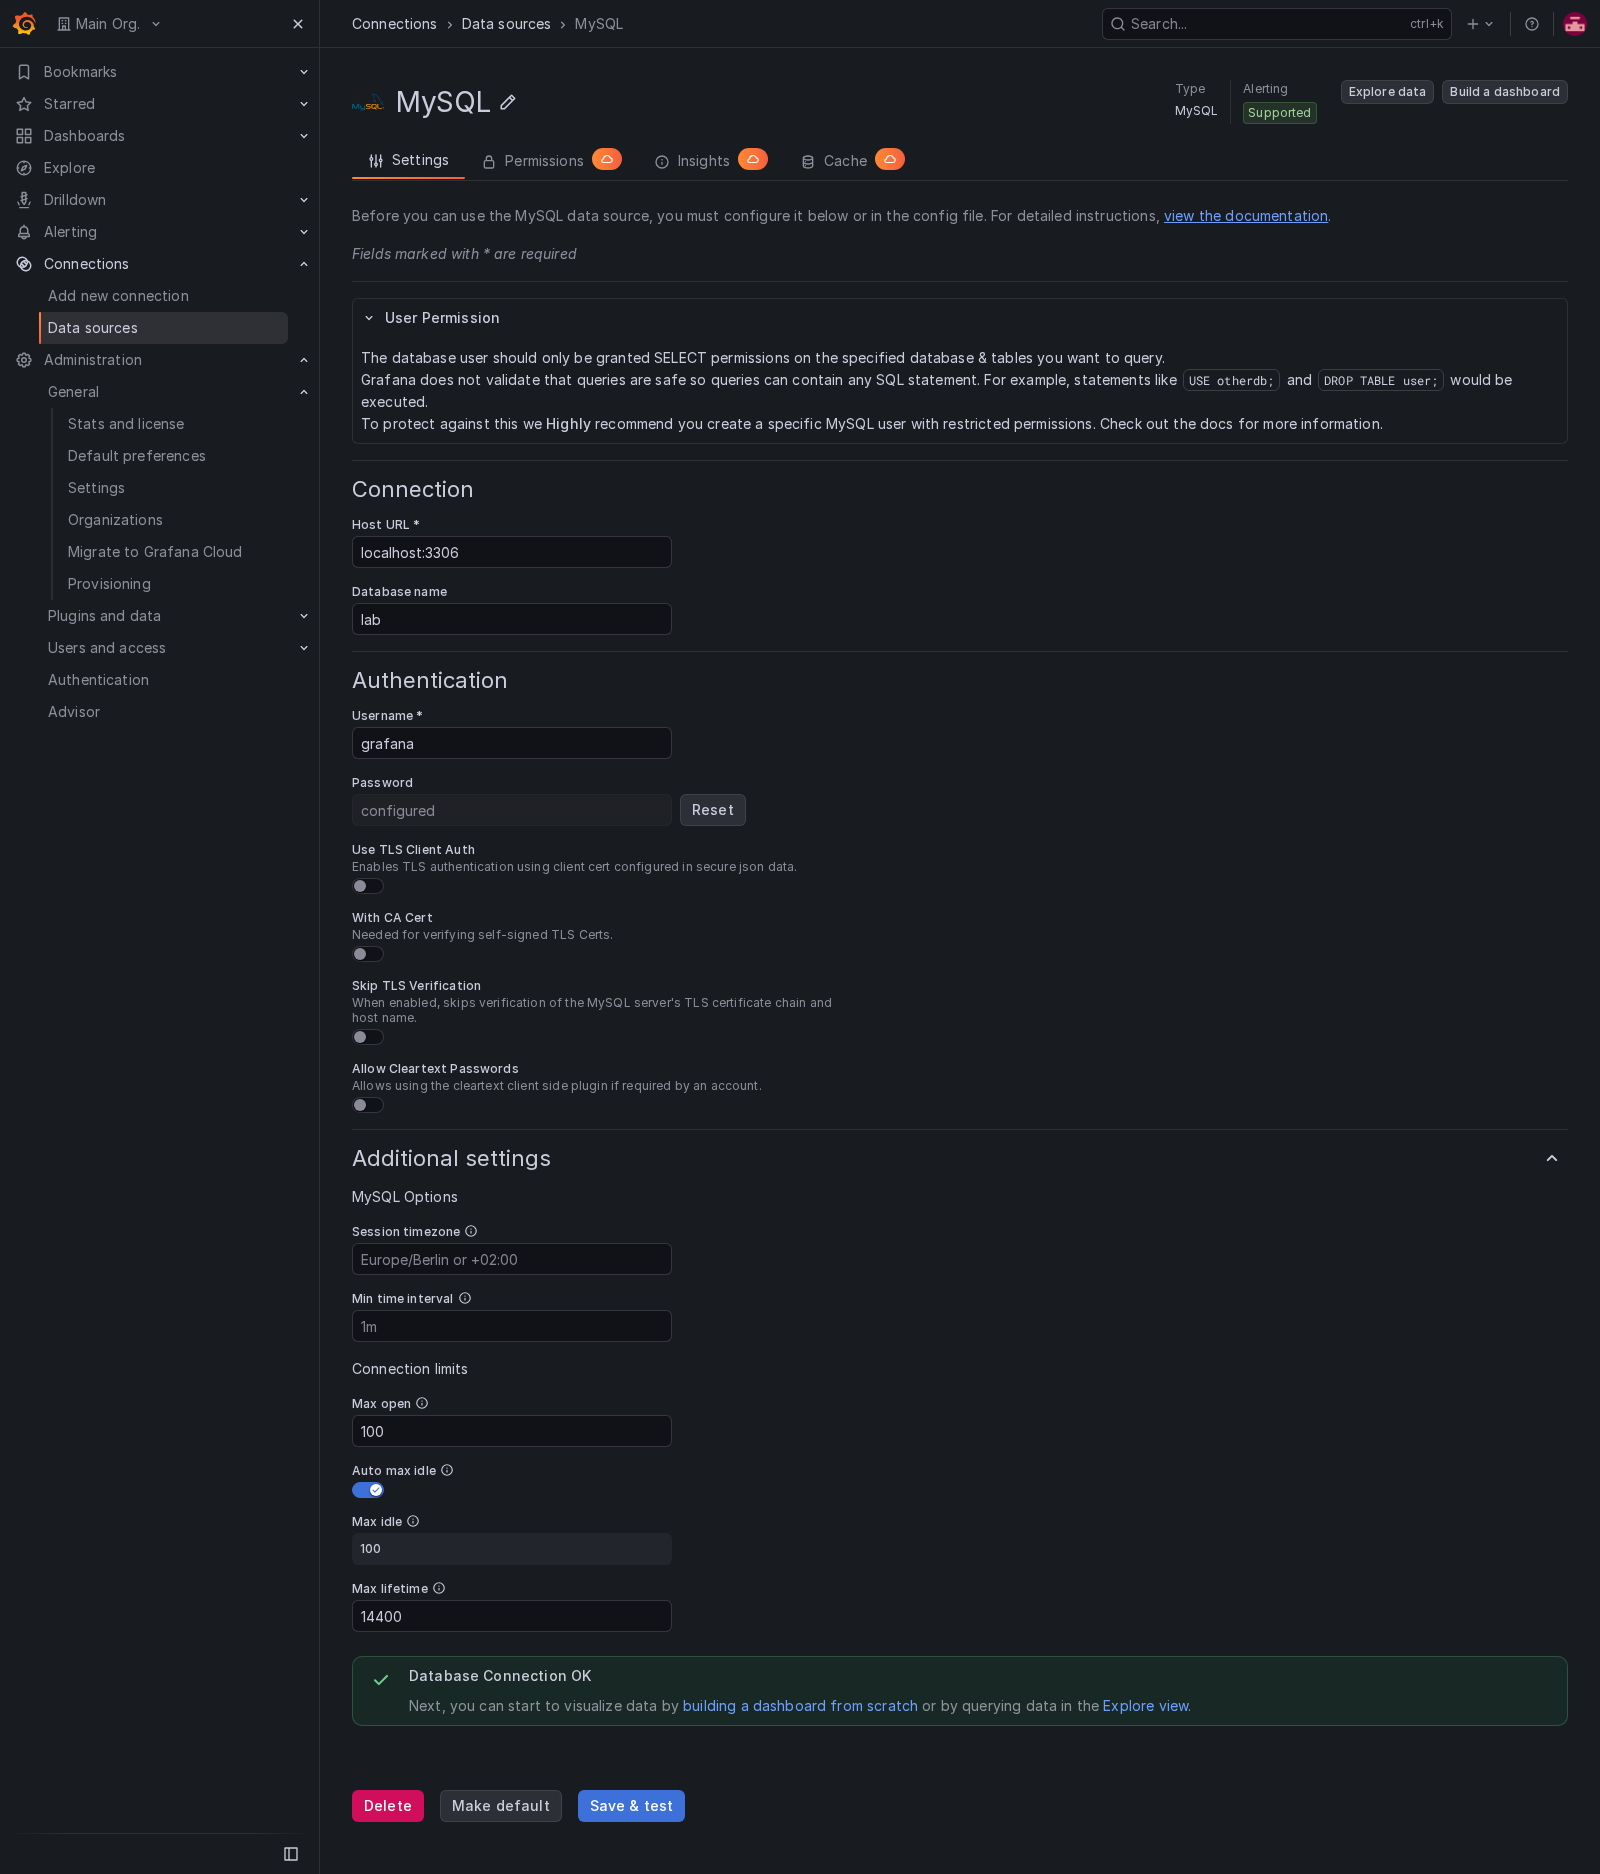 Main Org.
Connections
Data sources
MySQL
Search...
ctrl+k
Bookmarks
Starred
Dashboards
Explore
Drilldown
Alerting
Connections
Add new connection
Data sources
Administration
General
Stats and license
Default preferences
Settings
Organizations
Migrate to Grafana Cloud
Provisioning
Plugins and data
Users and access
Authentication
Advisor
MySQL
MySQL
Type
MySQL
Alerting
Supported
Explore data
Build a dashboard
Settings
Permissions
Insights
Cache
Before you can use the MySQL data source, you must configure it below or in the config file. For detailed instructions, view the documentation.
Fields marked with * are required
User Permission
The database user should only be granted SELECT permissions on the specified database & tables you want to query.
Grafana does not validate that queries are safe so queries can contain any SQL statement. For example, statements like USE otherdb; and DROP TABLE user; would be
executed.
To protect against this we Highly recommend you create a specific MySQL user with restricted permissions. Check out the docs for more information.
Connection
Host URL *
localhost:3306
Database name
lab
Authentication
Username *
grafana
Password
configured
Reset
Use TLS Client Auth
Enables TLS authentication using client cert configured in secure json data.
With CA Cert
Needed for verifying self-signed TLS Certs.
Skip TLS Verification
When enabled, skips verification of the MySQL server's TLS certificate chain and
host name.
Allow Cleartext Passwords
Allows using the cleartext client side plugin if required by an account.
Additional settings
MySQL Options
Session timezone
Europe/Berlin or +02:00
Min time interval
1m
Connection limits
Max open
100
Auto max idle
Max idle
100
Max lifetime
14400
Database Connection OK
Next, you can start to visualize data by building a dashboard from scratch or by querying data in the Explore view.
Delete
Make default
Save & test